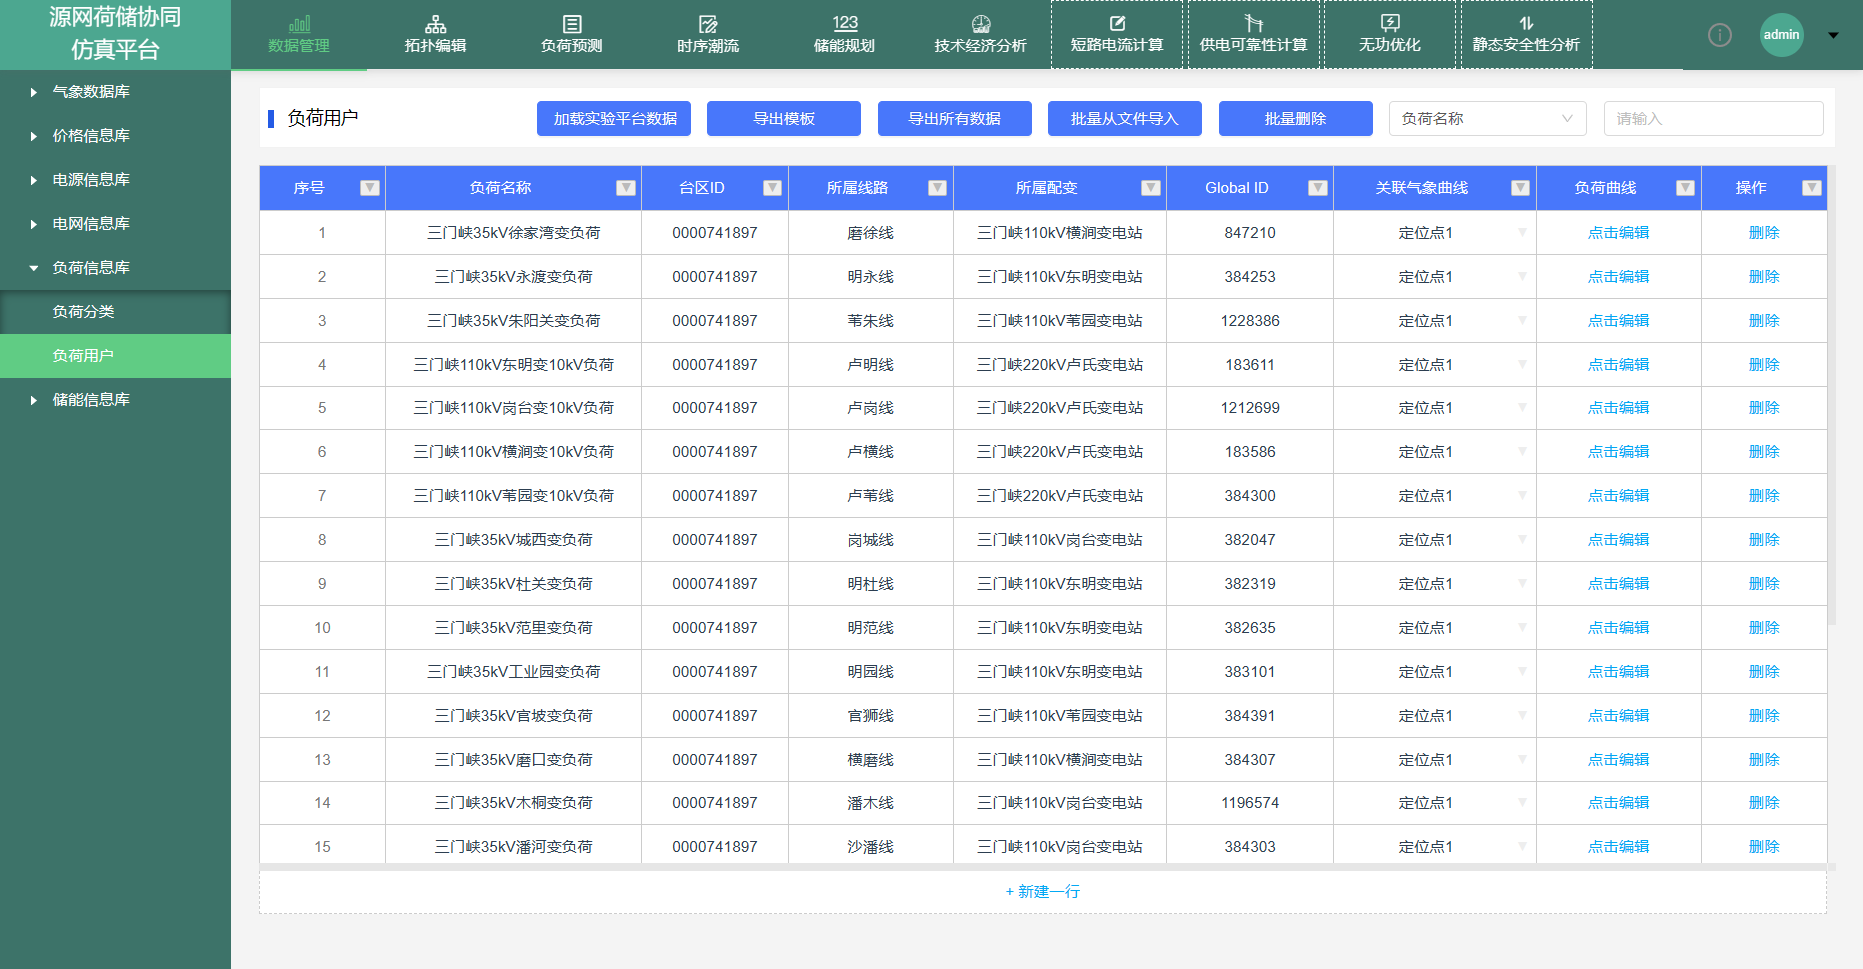 源网荷储协同
仿真平台
数据管理
拓扑编辑
负荷预测
时序潮流
123
储能规划
技术经济分析
短路电流计算
供电可靠性计算
无功优化
静态安全性分析
admin
气象数据库
价格信息库
电源信息库
电网信息库
负荷信息库
负荷分类
负荷用户
储能信息库
负荷用户 加载实验平台数据 导出模板 导出所有数据 批量从文件导入 批量删除 负荷名称 请输入
序号 负荷名称 台区ID 所属线路 所属配变 Global ID 关联气象曲线 负荷曲线 操作
1 三门峡35kV徐家湾变负荷 0000741897 磨徐线 三门峡110kV横涧变电站 847210 定位点1 点击编辑 删除
2 三门峡35kV永渡变负荷 0000741897 明永线 三门峡110kV东明变电站 384253 定位点1 点击编辑 删除
3 三门峡35kV朱阳关变负荷 0000741897 苇朱线 三门峡110kV苇园变电站 1228386 定位点1 点击编辑 删除
4 三门峡110kV东明变10kV负荷 0000741897 卢明线 三门峡220kV卢氏变电站 183611 定位点1 点击编辑 删除
5 三门峡110kV岗台变10kV负荷 0000741897 卢岗线 三门峡220kV卢氏变电站 1212699 定位点1 点击编辑 删除
6 三门峡110kV横涧变10kV负荷 0000741897 卢横线 三门峡220kV卢氏变电站 183586 定位点1 点击编辑 删除
7 三门峡110kV苇园变10kV负荷 0000741897 卢苇线 三门峡220kV卢氏变电站 384300 定位点1 点击编辑 删除
8 三门峡35kV城西变负荷 0000741897 岗城线 三门峡110kV岗台变电站 382047 定位点1 点击编辑 删除
9 三门峡35kV杜关变负荷 0000741897 明杜线 三门峡110kV东明变电站 382319 定位点1 点击编辑 删除
10 三门峡35kV范里变负荷 0000741897 明范线 三门峡110kV东明变电站 382635 定位点1 点击编辑 删除
11 三门峡35kV工业园变负荷 0000741897 明园线 三门峡110kV东明变电站 383101 定位点1 点击编辑 删除
12 三门峡35kV官坡变负荷 0000741897 官狮线 三门峡110kV苇园变电站 384391 定位点1 点击编辑 删除
13 三门峡35kV磨口变负荷 0000741897 横磨线 三门峡110kV横涧变电站 384307 定位点1 点击编辑 删除
14 三门峡35kV木桐变负荷 0000741897 潘木线 三门峡110kV岗台变电站 1196574 定位点1 点击编辑 删除
15 三门峡35kV潘河变负荷 0000741897 沙潘线 三门峡110kV岗台变电站 384303 定位点1 点击编辑 删除
+ 新建一行